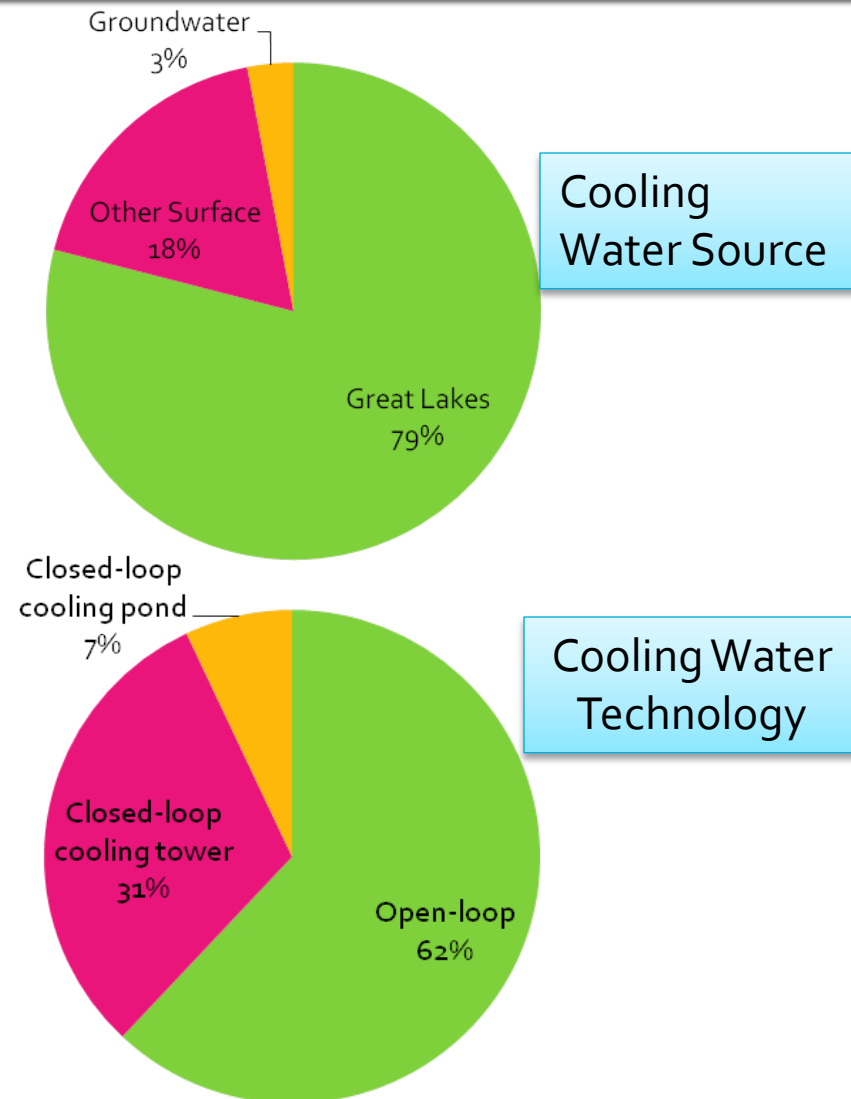 Groundwater
3%
Other Surface
18%
Great Lakes
79%
Cooling
Water Source
Closed-loop
cooling pond
7%
Closed-loop
cooling tower
31%
Open-loop
62%
Cooling Water
Technology